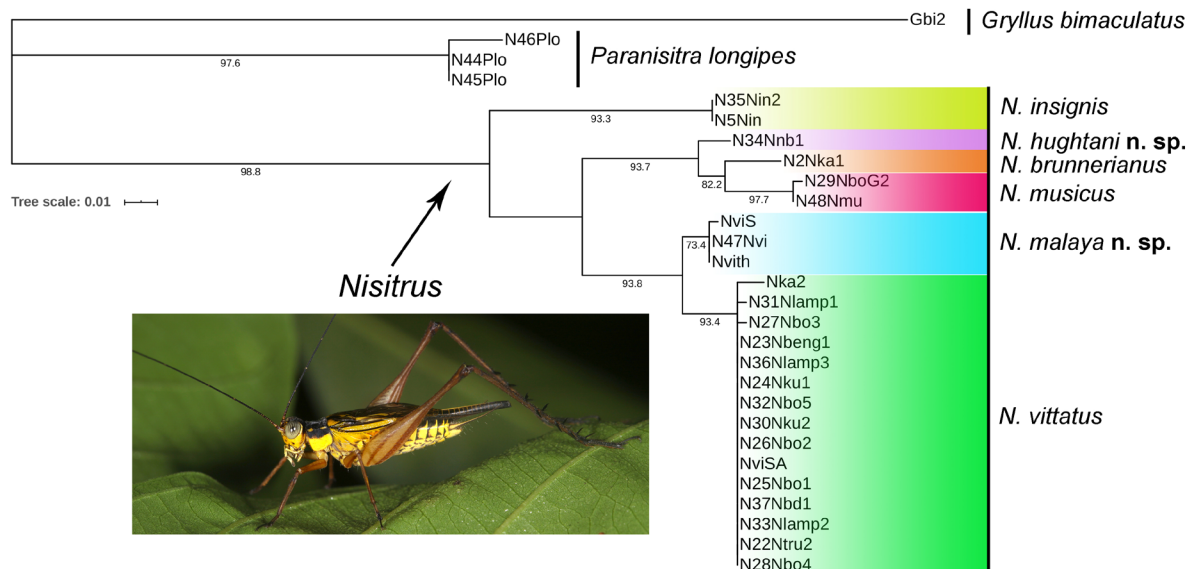 Gbi2
Gryllus bimaculatus
N46Plo
N44Plo
N45Plo
97.6
Paranisitra longipes
N35Nin2
N5Nin
93.3
N. insignis
N34Nnb1
N. hughtani n. sp.
93.7
N2Nka1
N. brunnerianus
82.2
N29NboG2
N48Nmu
97.7
N. musicus
98.8
Tree scale: 0.01
NviS
N47Nvi
Nvith
73.4
N. malaya n. sp.
93.8
Nisitrus
Nka2
N31Nlamp1
N27Nbo3
93.4
N23Nbeng1
N36Nlamp3
N24Nku1
N32Nbo5
N30Nku2
N26Nbo2
NviSA
N25Nbo1
N37Nbd1
N33Nlamp2
N22Ntru2
N28Nbo4
N. vittatus